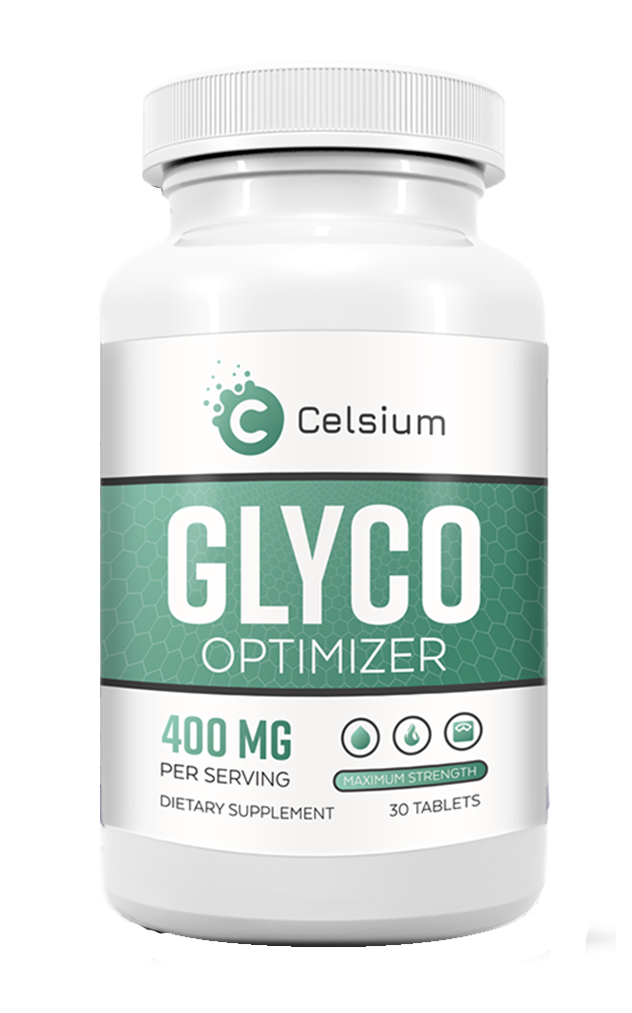 C Celsium
GLYCO
OPTIMIZER
400 MG
PER SERVING
MAXIMUM STRENGTH
DIETARY SUPPLEMENT
30 TABLETS